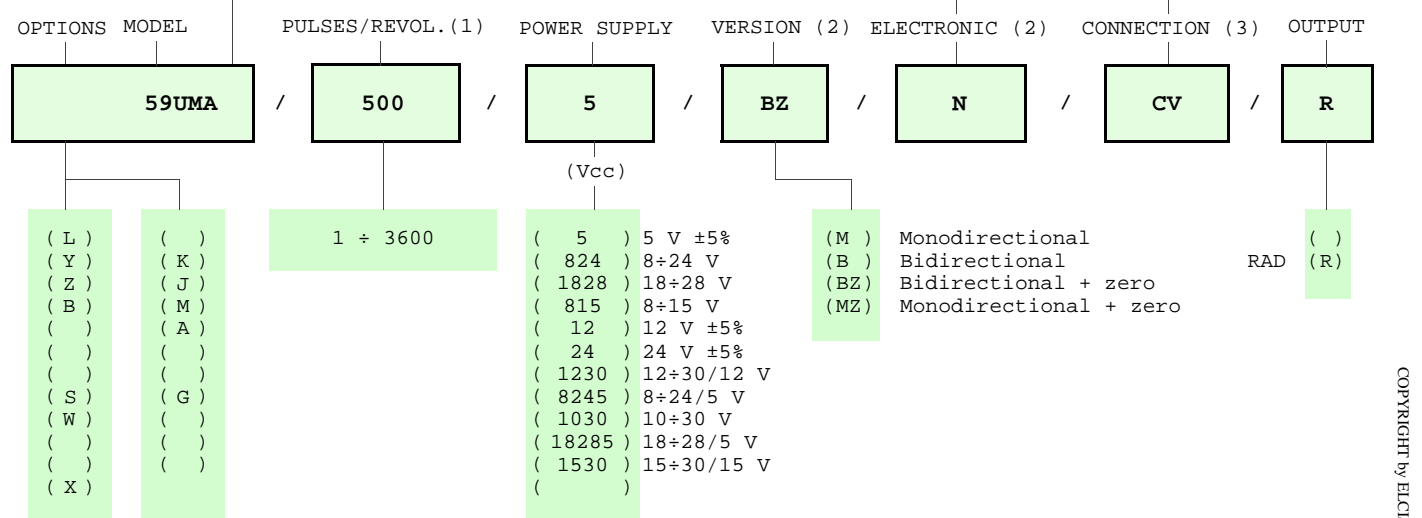 OPTIONS MODEL PULSES/REVOL.(1) POWER SUPPLY VERSION (2) ELECTRONIC (2) CONNECTION (3) OUTPUT
59UMA / 500 / 5 / BZ / N / CV / R
(Vcc)
( L ) ( ) 1 ÷ 3600 ( 5 ) 5 V ±5% (M ) Monodirectional ( )
( Y ) ( K ) ( 824 ) 8÷24 V (B ) Bidirectional RAD (R)
( Z ) ( J ) ( 1828 ) 18÷28 V (BZ) Bidirectional + zero
( B ) ( M ) ( 815 ) 8÷15 V (MZ) Monodirectional + zero
( ) ( A ) ( 12 ) 12 V ±5%
( ) ( ) ( 24 ) 24 V ±5%
( ) ( ) ( 1230 ) 12÷30/12 V
( S ) ( G ) ( 8245 ) 8÷24/5 V
( W ) ( ) ( 1030 ) 10÷30 V
( ) ( ) ( 18285 ) 18÷28/5 V
( ) ( ) ( 1530 ) 15÷30/15 V
( X ) ( )
COPYRIGHT by